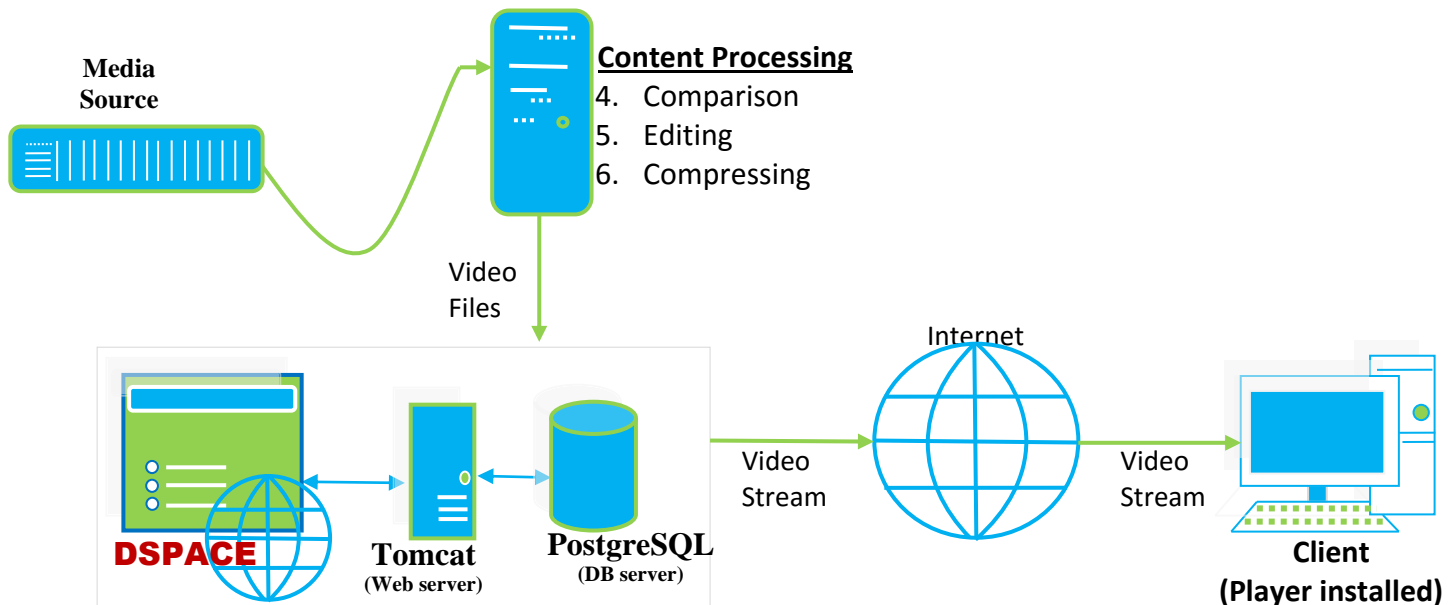 Media
Source
Content Processing
4. Comparison
5. Editing
6. Compressing
Video
Files
Internet
Video
Stream
Video
Stream
DSPACE
Tomcat
(Web server)
PostgreSQL
(DB server)
Client
(Player installed)